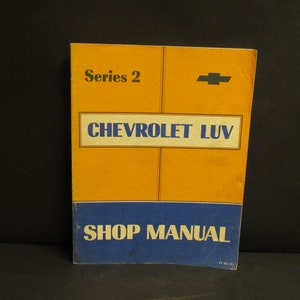 Series 2
CHEVROLET LUV
SHOP MANUAL